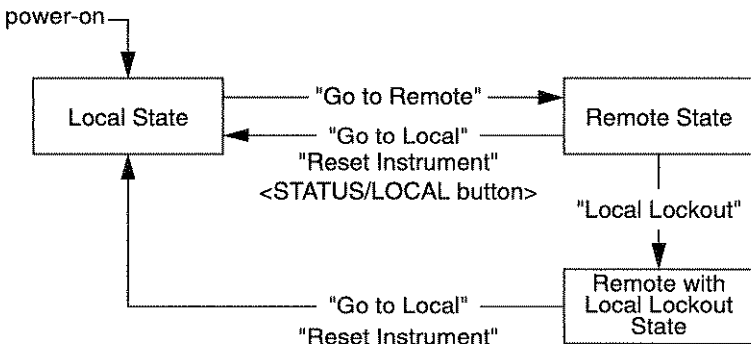 power-on
Local State
"Go to Remote"
Remote State
"Go to Local"
"Reset Instrument"
<STATUS/LOCAL button>
"Local Lockout"
Remote with
Local Lockout
State
"Go to Local"
"Reset Instrument"